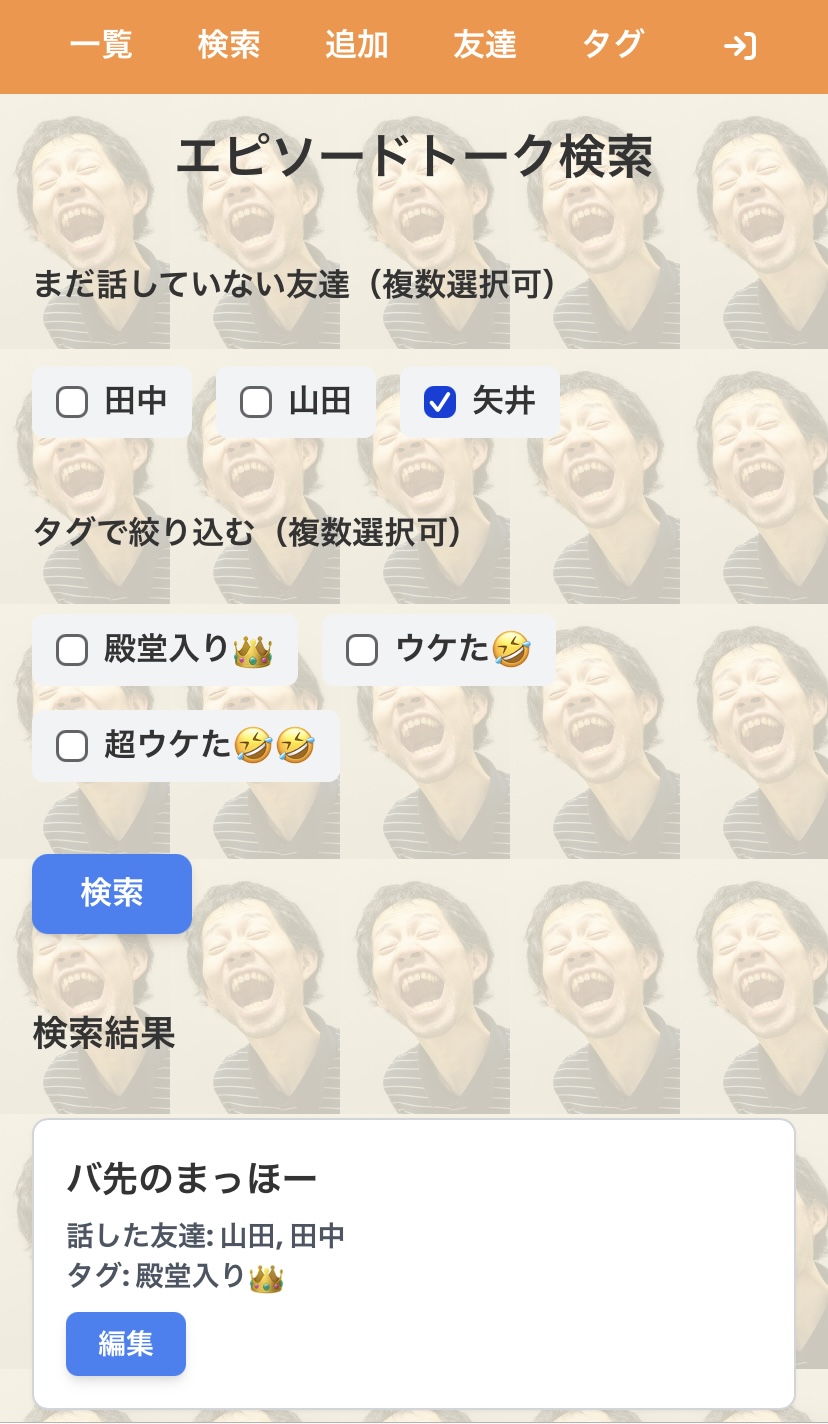 一覧 検索 追加 友達 タグ
エピソードトーク検索
まだ話していない友達（複数選択可）
田中 山田 矢井
タグで絞り込む（複数選択可）
殿堂入り👑 ウケた🤣
超ウケた🤣🤣
検索
検索結果
バ先のまっほー
話した友達: 山田, 田中
タグ: 殿堂入り👑
編集